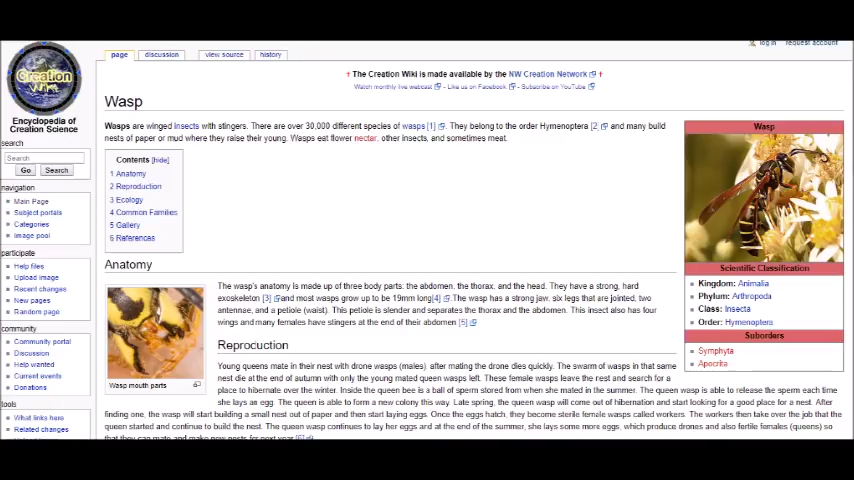 log in request account
page discussion view source history
Creation
Wiki
Encyclopedia of
Creation Science
† The Creation Wiki is made available by the NW Creation Network †
Watch monthly live webcast - Like us on Facebook - Subscribe on YouTube
Wasp
Wasps are winged insects with stingers. There are over 30,000 different species of wasps [1] . They belong to the order Hymenoptera [2] and many build
nests of paper or mud where they raise their young. Wasps eat flower nectar, other insects, and sometimes meat.
Contents [hide]
1 Anatomy
2 Reproduction
3 Ecology
4 Common Families
5 Gallery
6 References
search
Search
Go Search
navigation
Main Page
Subject portals
Categories
Image pool
participate
Help files
Upload image
Recent changes
New pages
Random page
community
Community portal
Discussion
Help wanted
Current events
Donations
tools
What links here
Related changes
Wasp
Scientific Classification
Kingdom: Animalia
Phylum: Arthropoda
Class: Insecta
Order: Hymenoptera
Suborders
Symphyta
Apocrita
Anatomy
The wasp's anatomy is made up of three body parts: the abdomen, the thorax, and the head. They have a strong, hard
exoskeleton [3] and most wasps grow up to be 19mm long[4] .The wasp has a strong jaw, six legs that are jointed, two
antennae, and a petiole (waist). This petiole is slender and separates the thorax and the abdomen. This insect also has four
wings and many females have stingers at the end of their abdomen [5]
Wasp mouth parts
Reproduction
Young queens mate in their nest with drone wasps (males) after mating the drone dies quickly. The swarm of wasps in that same
nest die at the end of autumn with only the young mated queen wasps left. These female wasps leave the nest and search for a
place to hibernate over the winter. Inside the queen bee is a ball of sperm stored from when she mated in the summer. The queen wasp is able to release the sperm each time
she lays an egg. The queen is able to form a new colony this way. Late spring, the queen wasp will come out of hibernation and start looking for a good place for a nest. After
finding one, the wasp will start building a small nest out of paper and then start laying eggs. Once the eggs hatch, they become sterile female wasps called workers. The workers then take over the job that the
queen started and continue to build the nest. The queen wasp continues to lay eggs and at the end of the summer, she lays some more eggs, which produce drones and also fertile females (queens) so
that they can mate and make new nests for next year [6]